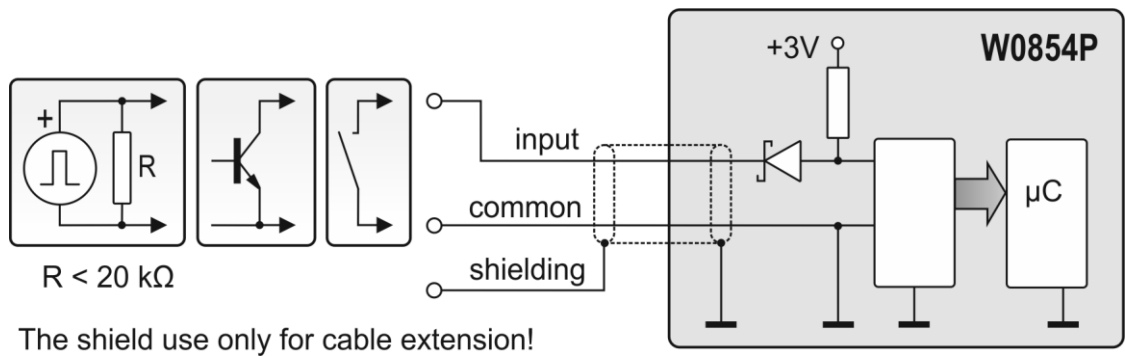 +3V
W0854P
+
R
input
common
shielding
µC
R < 20 kΩ
The shield use only for cable extension!